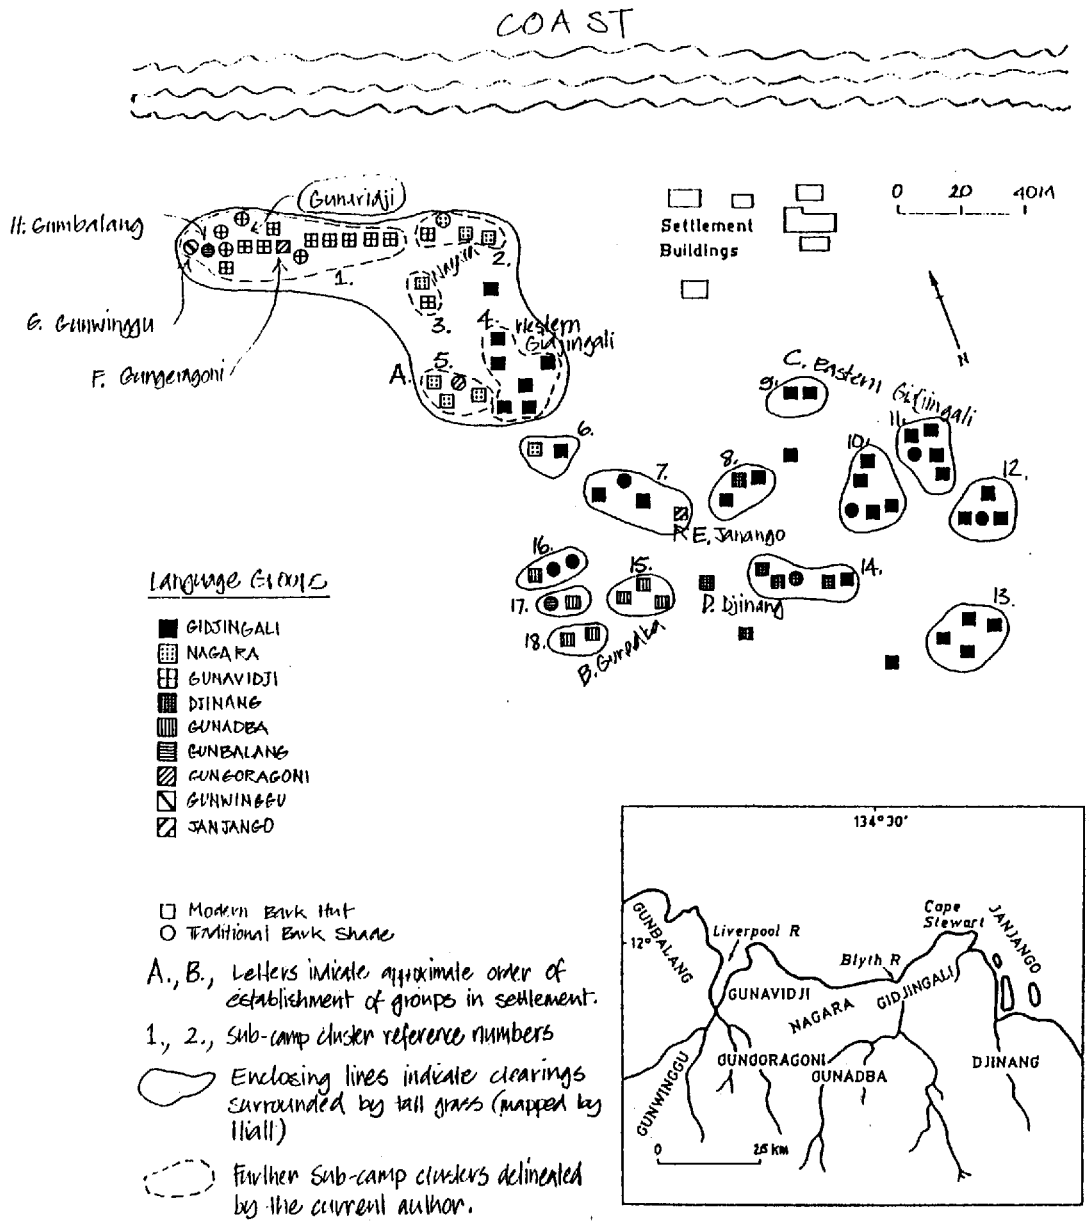 COAST
Gunavidji
H. Gumbalang
G. Gunwinggu
F. Gungeragoni
1.
Nagara
2.
3.
4. Western
Gidjingali
A.
5.
Settlement
Buildings
0 20 40M
N
C. Eastern Gidjingali
6.
7.
8.
9.
10.
11.
12.
E. Janango
16.
15.
17.
18.
B. Gunadba
D. Djinang
14.
13.
Language Groups
GIDJINGALI
NAGARA
GUNAVIDJI
DJINANG
GUNADBA
GUNBALANG
GUNGORAGONI
GUNWINGGU
JANJANGO
Modern Bark Hut
Traditional Bark Shade
A., B., Letters indicate approximate order of
establishment of groups in settlement.
1., 2., Sub-camp cluster reference numbers
Enclosing lines indicate clearings
surrounded by tall grass (mapped by
Hiatt)
Further sub-camp clusters delineated
by the current author.
134°30'
12°
GUNBALANG
Liverpool R
Cape
Stewart
JANJANGO
Blyth R
GUNAVIDJI
NAGARA
GIDJINGALI
GUNWINGGU
GUNGORAGONI
GUNADBA
DJINANG
0 25 KM